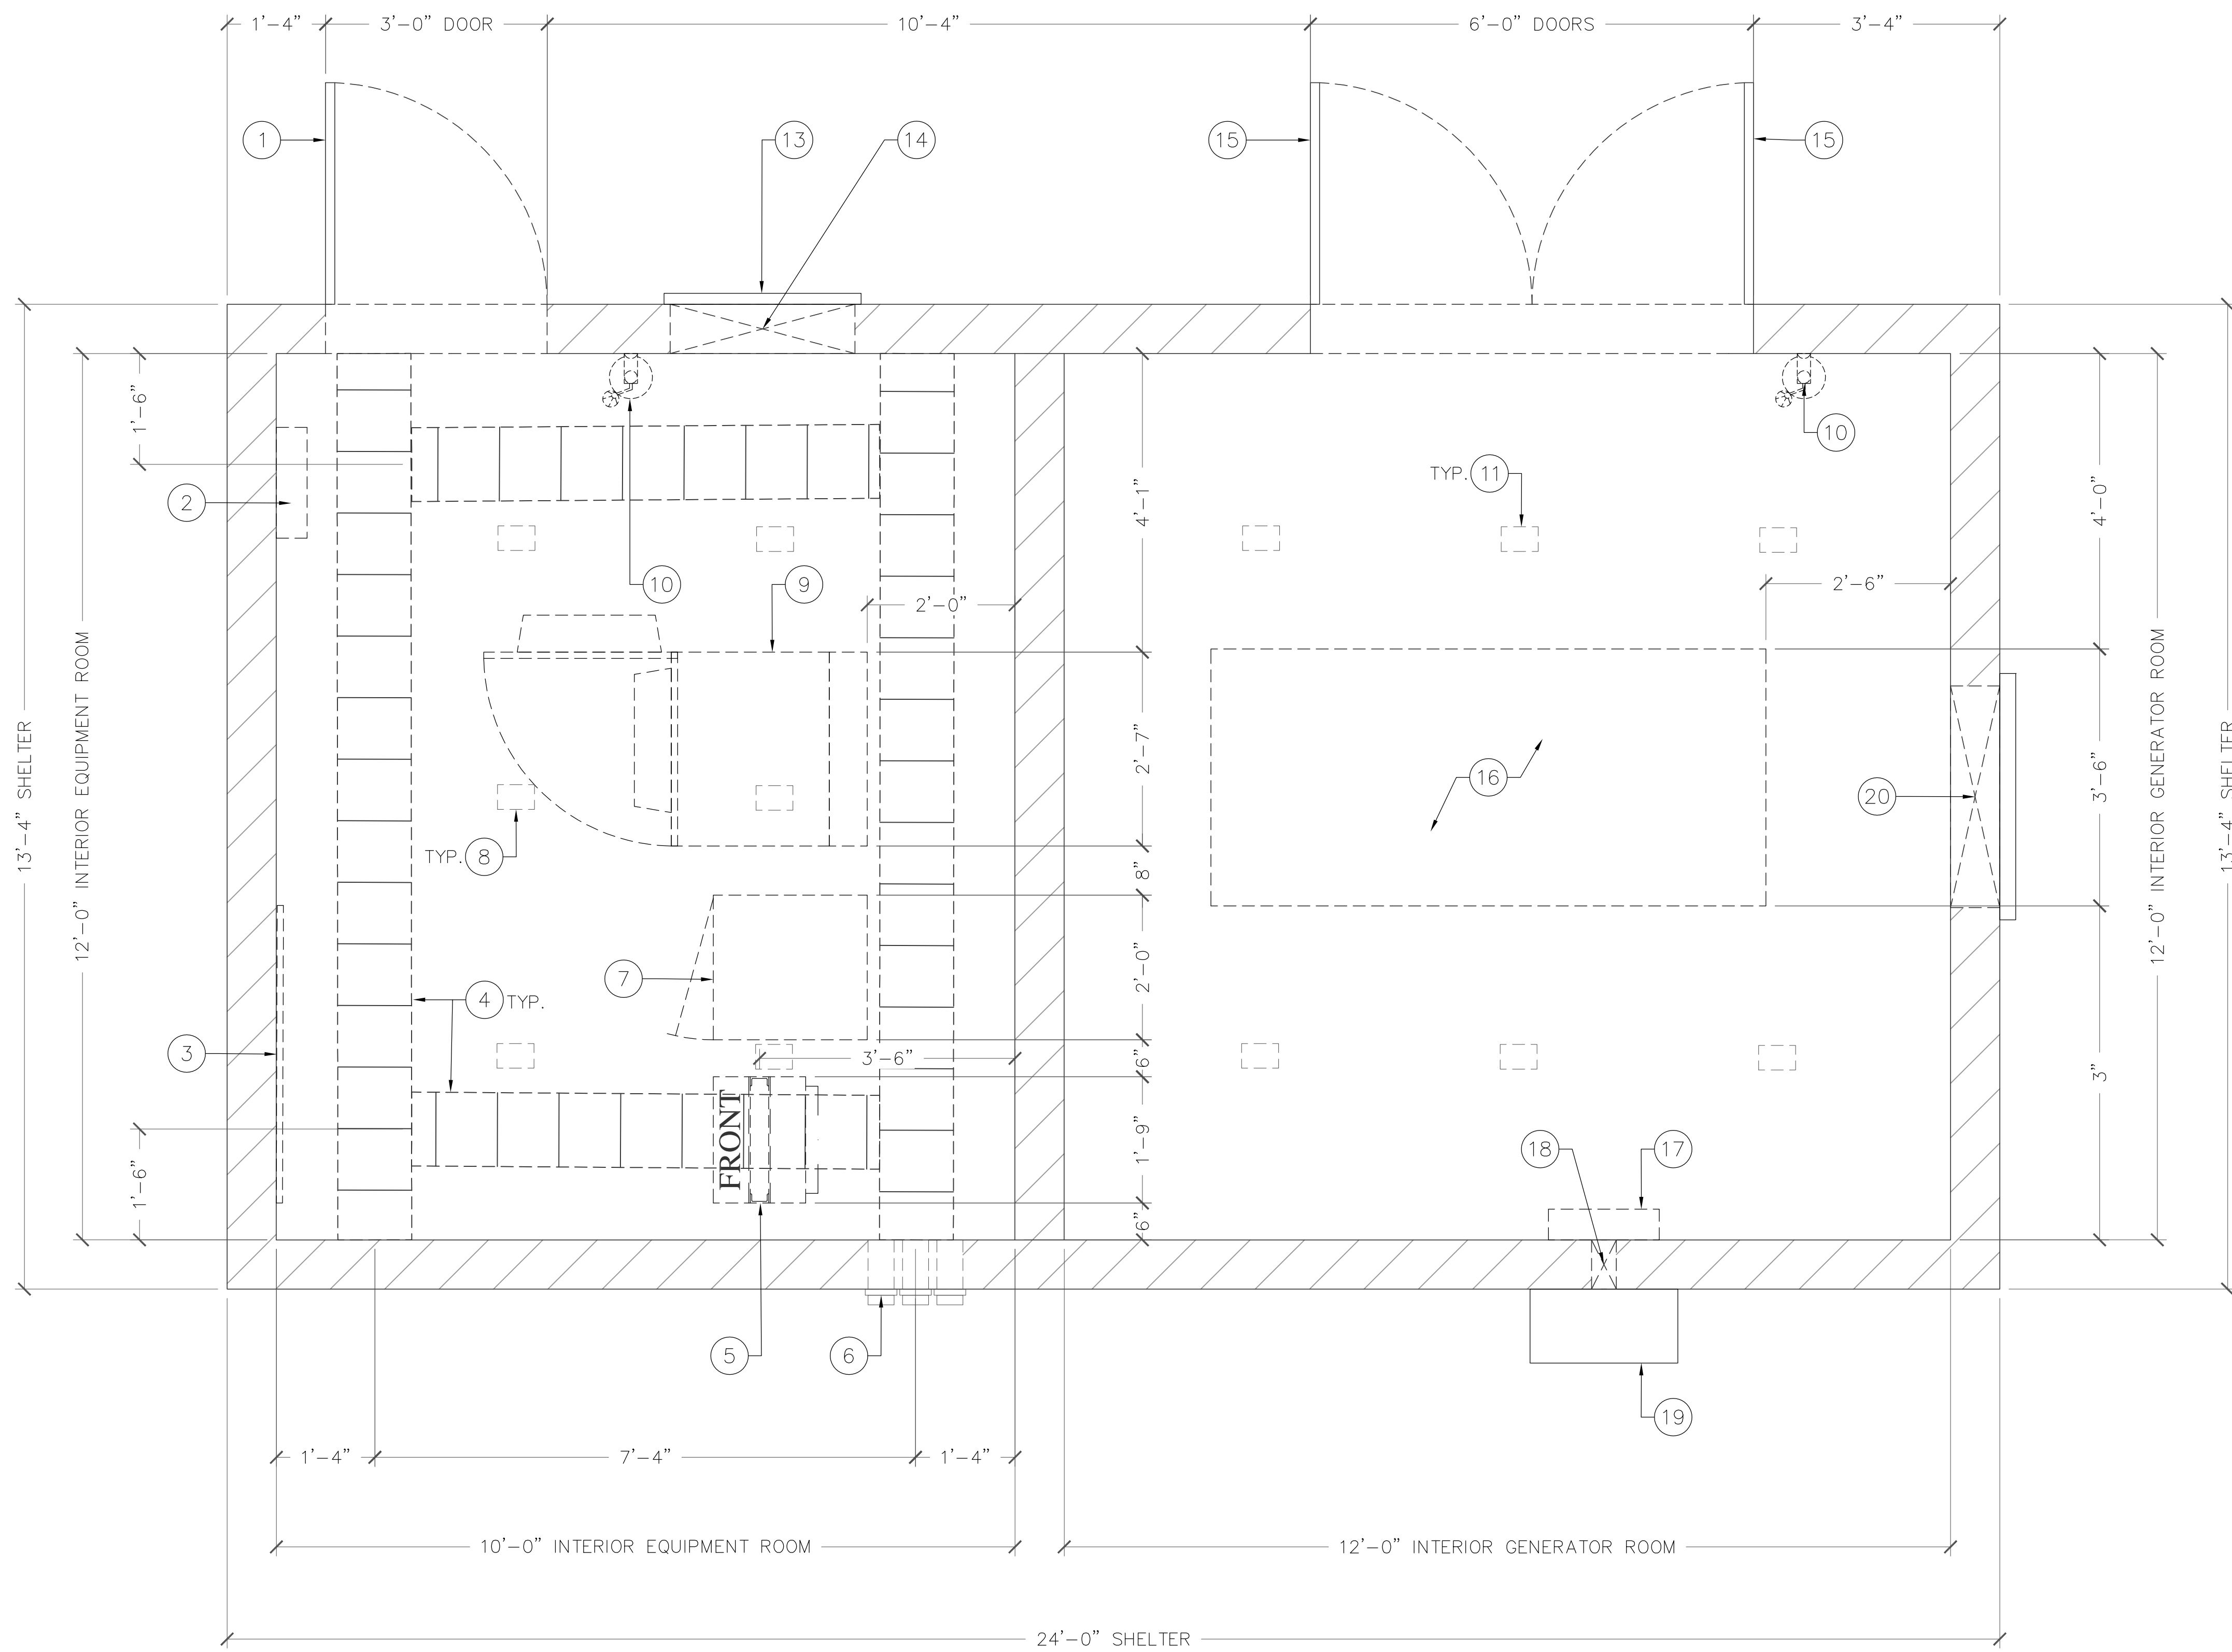 1’-4” 3’-0” DOOR 10’-4” 6’-0” DOORS 3’-4”
1 13 14 15 15
1’-6”
2
10
TYP. 11
10
4’-1”
4’-0”
9
2’-0”
2’-6”
13’-4” SHELTER
12’-0” INTERIOR EQUIPMENT ROOM
2’-7”
16
20
3’-6”
12’-0” INTERIOR GENERATOR ROOM
13’-4” SHELTER
TYP. 8
8”
7
2’-0”
4 TYP.
3
3’-6”
6”
3”
FRONT
1’-9”
1’-6”
18 17
6”
5 6
19
1’-4” 7’-4” 1’-4”
10’-0” INTERIOR EQUIPMENT ROOM 12’-0” INTERIOR GENERATOR ROOM
24’-0” SHELTER